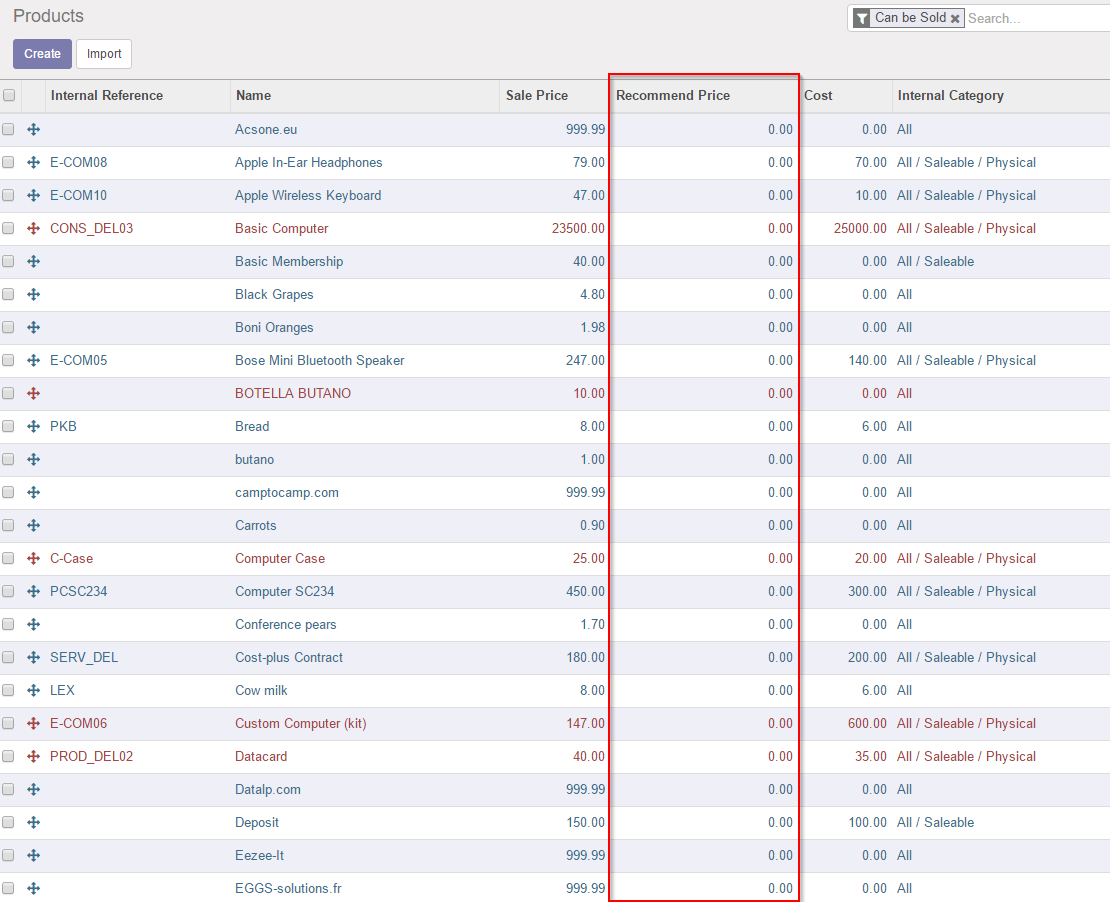 Products
Can be Sold Search...
Create Import
Internal Reference Name Sale Price Recommend Price Cost Internal Category
Acsone.eu 999.99 0.00 0.00 All
E-COM08 Apple In-Ear Headphones 79.00 0.00 70.00 All / Saleable / Physical
E-COM10 Apple Wireless Keyboard 47.00 0.00 10.00 All / Saleable / Physical
CONS_DEL03 Basic Computer 23500.00 0.00 25000.00 All / Saleable / Physical
Basic Membership 40.00 0.00 0.00 All / Saleable
Black Grapes 4.80 0.00 0.00 All
Boni Oranges 1.98 0.00 0.00 All
E-COM05 Bose Mini Bluetooth Speaker 247.00 0.00 140.00 All / Saleable / Physical
BOTELLA BUTANO 10.00 0.00 0.00 All
PKB Bread 8.00 0.00 6.00 All
butano 1.00 0.00 0.00 All
camptocamp.com 999.99 0.00 0.00 All
Carrots 0.90 0.00 0.00 All
C-Case Computer Case 25.00 0.00 20.00 All / Saleable / Physical
PCSC234 Computer SC234 450.00 0.00 300.00 All / Saleable / Physical
Conference pears 1.70 0.00 0.00 All
SERV_DEL Cost-plus Contract 180.00 0.00 200.00 All / Saleable / Physical
LEX Cow milk 8.00 0.00 6.00 All
E-COM06 Custom Computer (kit) 147.00 0.00 600.00 All / Saleable / Physical
PROD_DEL02 Datacard 40.00 0.00 35.00 All / Saleable / Physical
Datalp.com 999.99 0.00 0.00 All
Deposit 150.00 0.00 100.00 All / Saleable
Eezee-It 999.99 0.00 0.00 All
EGGS-solutions.fr 999.99 0.00 0.00 All